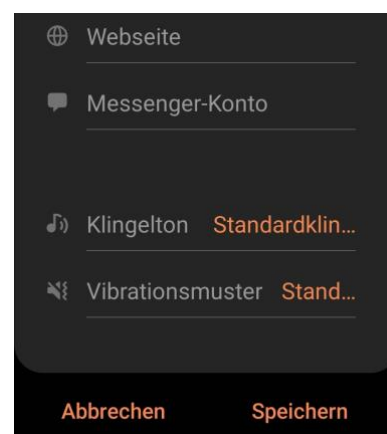 Webseite
Messenger-Konto
Klingelton Standardklin...
Vibrationsmuster Stand...
Abbrechen Speichern